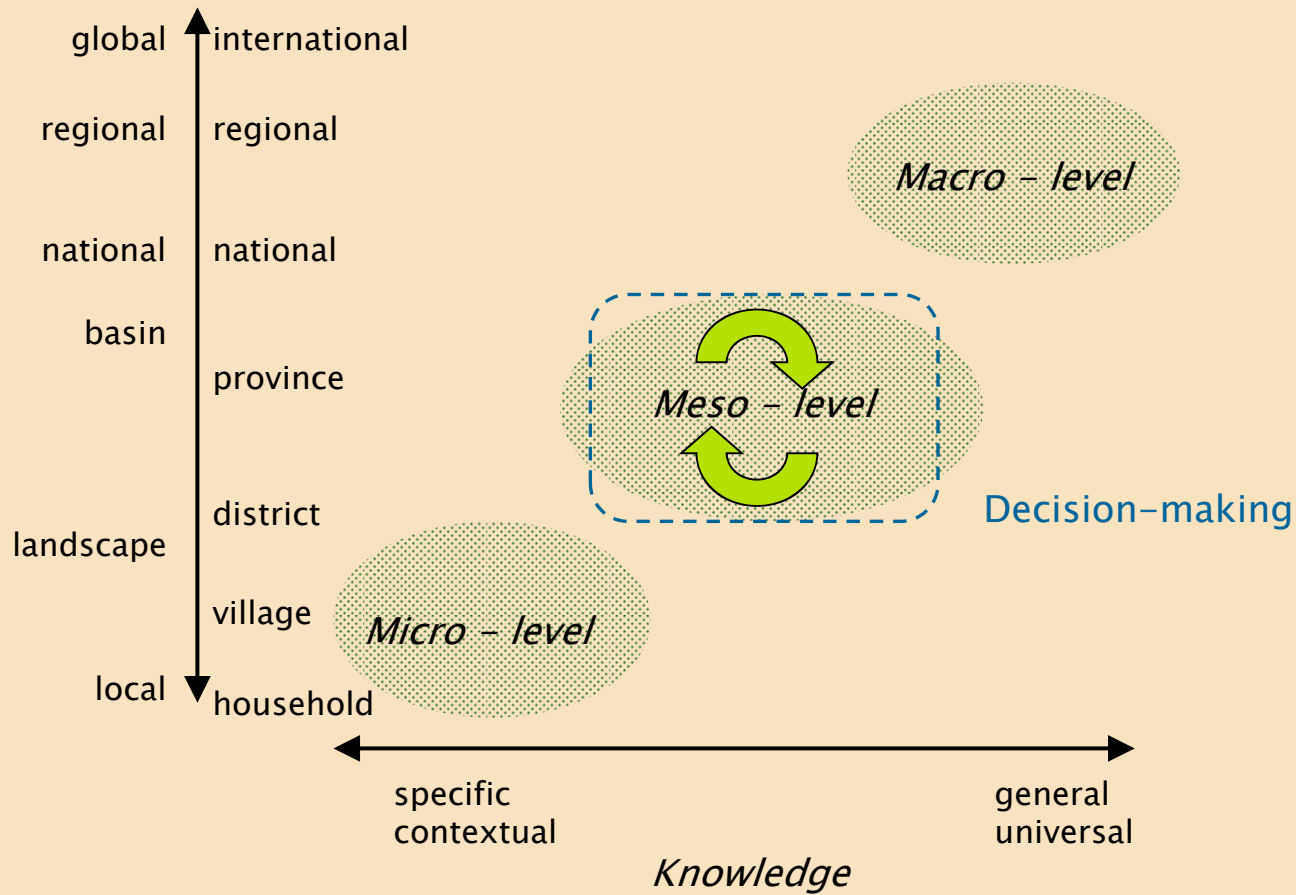 global international
regional regional
Macro – level
national national
basin
province
Meso – level
district
Decision-making
landscape
village
Micro – level
local
household
specific general
contextual universal
Knowledge